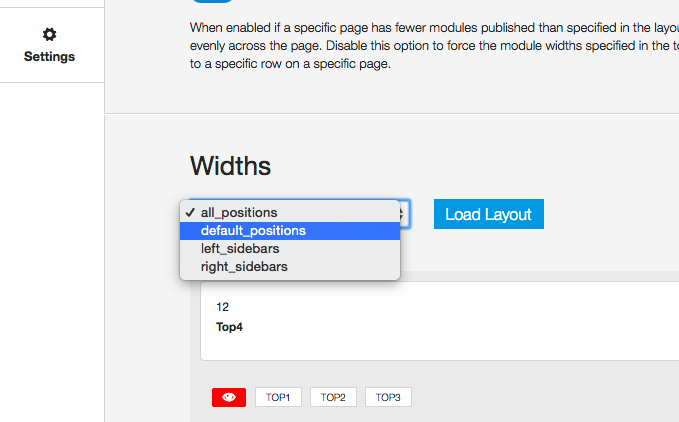 When enabled if a specific page has fewer modules published than specified in the layou
evenly across the page. Disable this option to force the module widths specified in the to
to a specific row on a specific page.
Settings
Widths
✓ all_positions
default_positions
left_sidebars
right_sidebars
Load Layout
12
Top4
TOP1 TOP2 TOP3